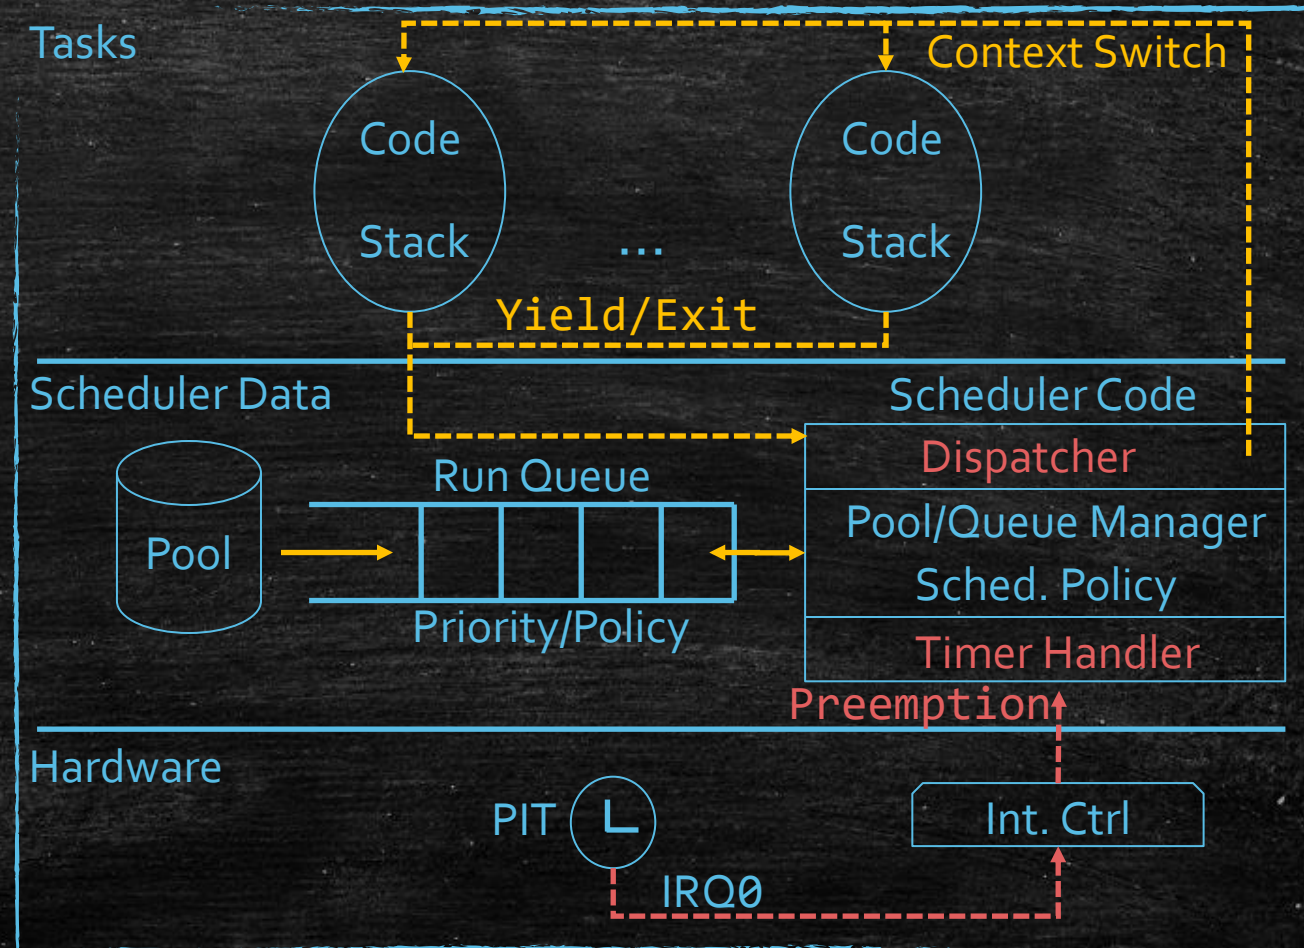 Tasks
Context Switch
Code
Code
Stack
...
Stack
Yield/Exit
Scheduler Data
Scheduler Code
Dispatcher
Run Queue
Pool/Queue Manager
Pool
Sched. Policy
Priority/Policy
Timer Handler
Preemption
Hardware
PIT
Int. Ctrl
IRQ0